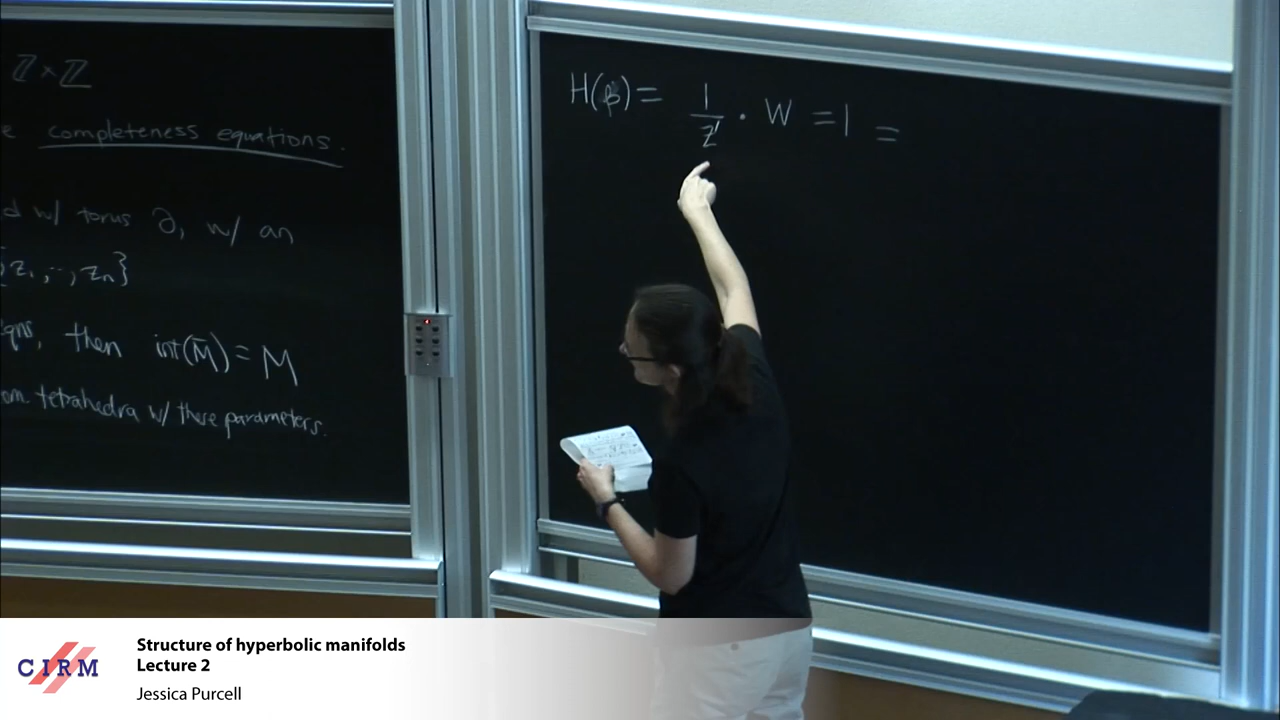 ℤ×ℤ
e completeness equations.
d w/ torus ∂, w/ an
{z₁, ⋯, zₙ}
qns, then int(M̄) = M
om tetrahedra w/ these parameters.
H(β) = 1/z' · W = 1 =
CIRM
Structure of hyperbolic manifolds
Lecture 2
Jessica Purcell